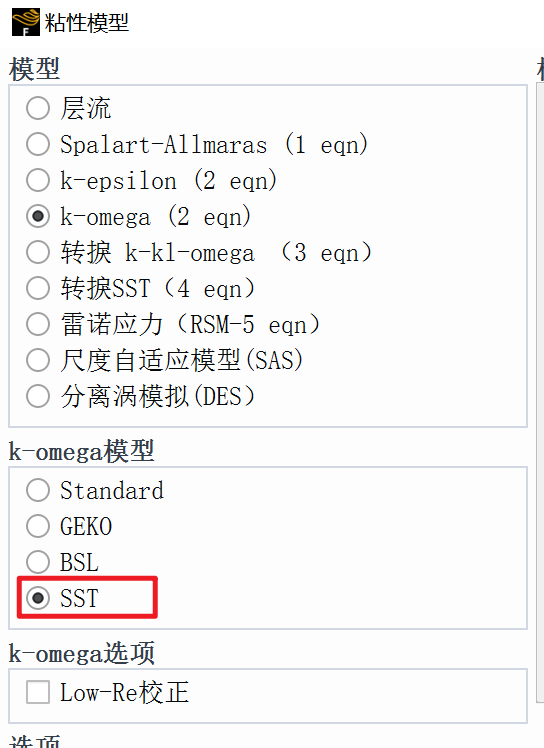 F
粘性模型
模型
层流
Spalart-Allmaras (1 eqn)
k-epsilon (2 eqn)
k-omega (2 eqn)
转捩 k-kl-omega （3 eqn）
转捩SST（4 eqn）
雷诺应力（RSM-5 eqn）
尺度自适应模型(SAS)
分离涡模拟(DES）
k-omega模型
Standard
GEKO
BSL
SST
k-omega选项
Low-Re校正
选项